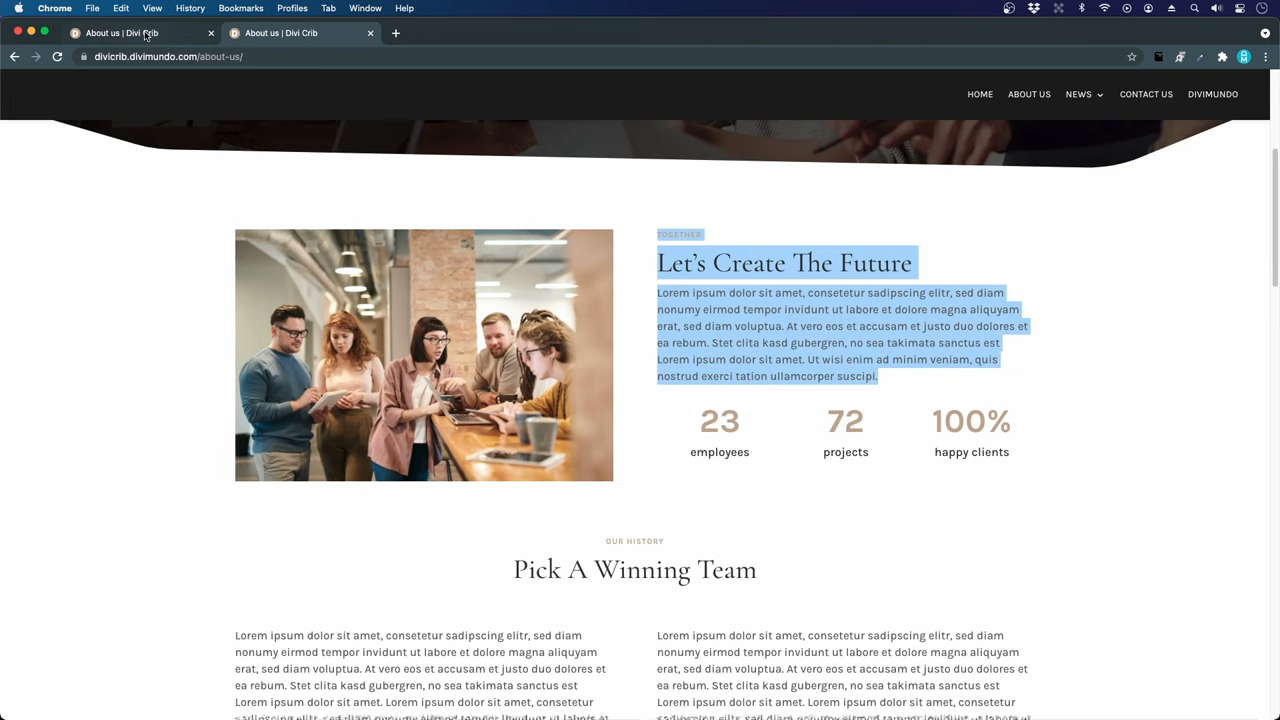 Chrome File Edit View History Bookmarks Profiles Tab Window Help
About us | Divi Crib
About us | Divi Crib
divicrib.divimundo.com/about-us/
HOME ABOUT US NEWS CONTACT US DIVIMUNDO
TOGETHER
Let's Create The Future
Lorem ipsum dolor sit amet, consetetur sadipscing elitr, sed diam
nonumy eirmod tempor invidunt ut labore et dolore magna aliquyam
erat, sed diam voluptua. At vero eos et accusam et justo duo dolores et
ea rebum. Stet clita kasd gubergren, no sea takimata sanctus est
Lorem ipsum dolor sit amet. Ut wisi enim ad minim veniam, quis
nostrud exerci tation ullamcorper suscipi.
23 72 100%
employees projects happy clients
OUR HISTORY
Pick A Winning Team
Lorem ipsum dolor sit amet, consetetur sadipscing elitr, sed diam
nonumy eirmod tempor invidunt ut labore et dolore magna aliquyam
erat, sed diam voluptua. At vero eos et accusam et justo duo dolores et
ea rebum. Stet clita kasd gubergren, no sea takimata sanctus est
Lorem ipsum dolor sit amet. Lorem ipsum dolor sit amet, consetetur
Lorem ipsum dolor sit amet, consetetur sadipscing elitr, sed diam
nonumy eirmod tempor invidunt ut labore et dolore magna aliquyam
erat, sed diam voluptua. At vero eos et accusam et justo duo dolores et
ea rebum. Stet clita kasd gubergren, no sea takimata sanctus est
Lorem ipsum dolor sit amet. Lorem ipsum dolor sit amet, consetetur